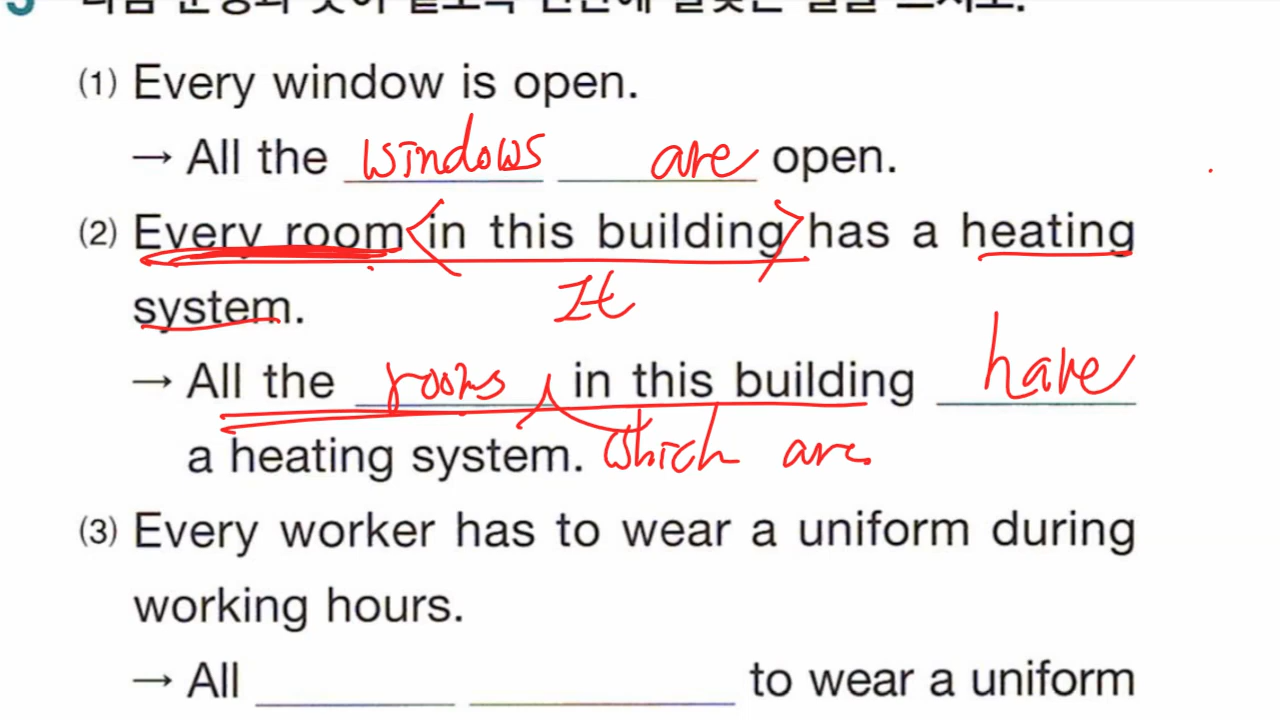 (1) Every window is open.
→ All the windows are open.
(2) Every room in this building has a heating
It
system.
→ All the rooms in this building have
a heating system. which are
(3) Every worker has to wear a uniform during
working hours.
→ All ________ ________ to wear a uniform